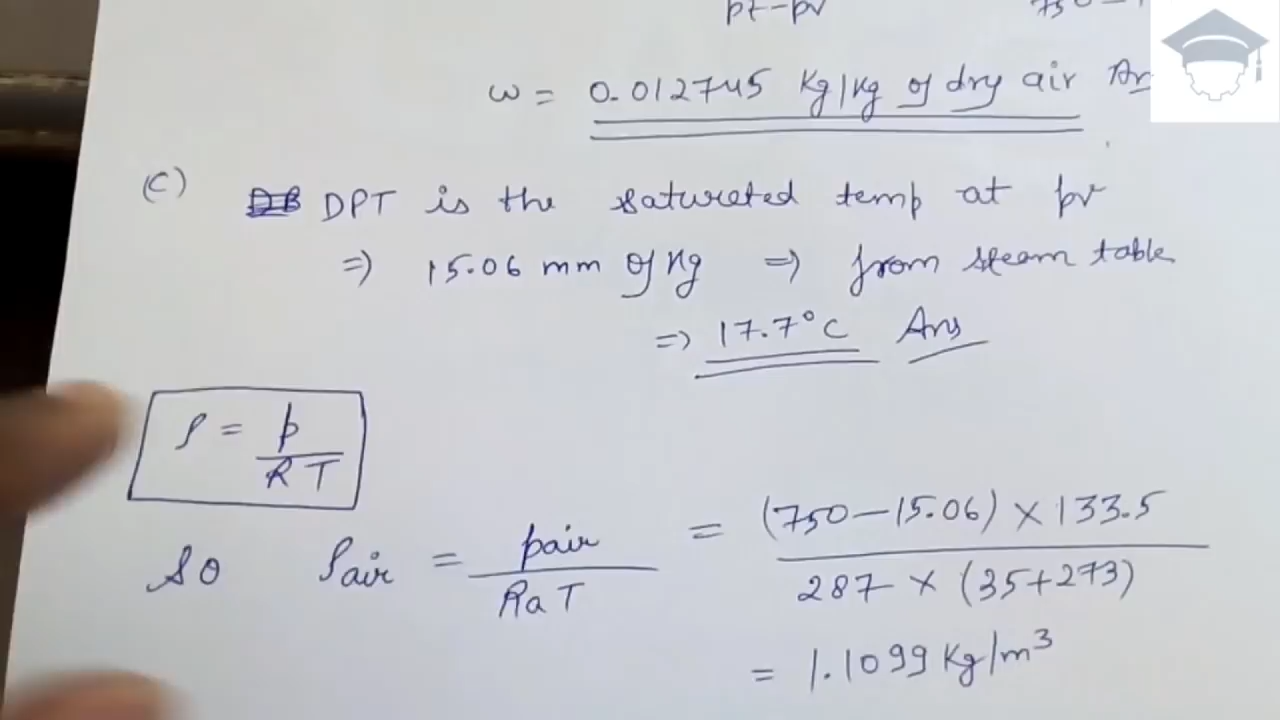 pt-pv 750-
ω = 0.012745 Kg/Kg of dry air
(C) DPT is the satureted temp at pv
=> 15.06 mm of Hg => from steam table
=> 17.7°C Ans
ρ = p / RT
so ρair = pair / RaT = (750-15.06) × 133.5 / 287 × (35+273)
= 1.1099 Kg/m³